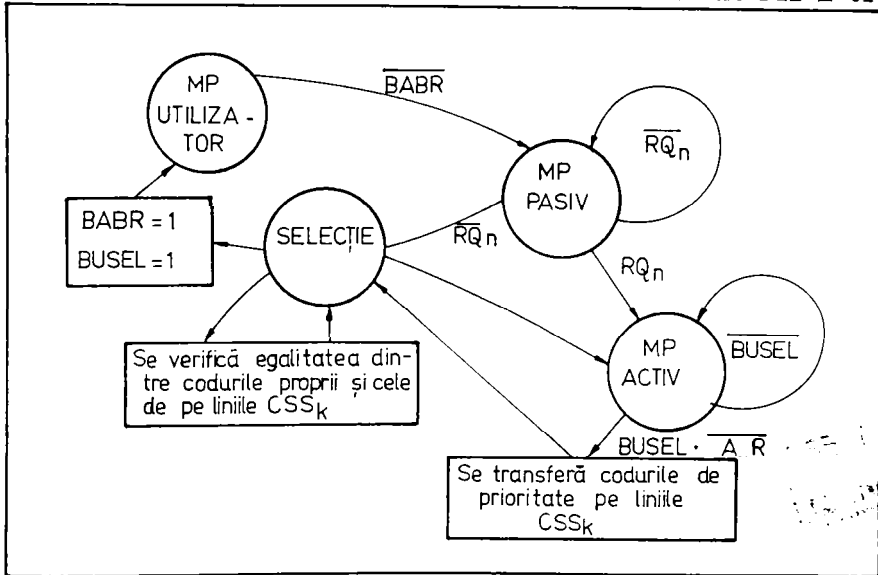 MP
UTILIZA-
TOR
BABR = 1
BUSEL = 1
SELECȚIE
Se verifică egalitatea din-
tre codurile proprii și cele
de pe liniile CSSk
BABR
MP
PASIV
RQn
RQn
RQn
MP
ACTIV
BUSEL
BUSEL · A R
Se transferă codurile de
prioritate pe liniile
CSSk